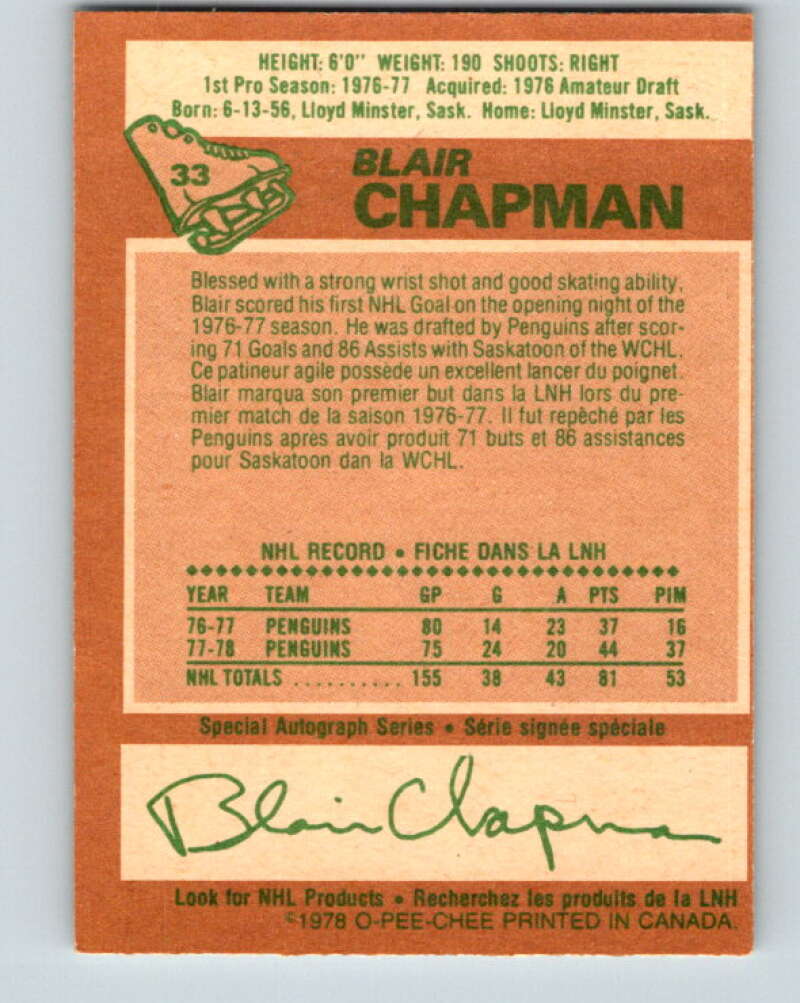 HEIGHT: 6'0" WEIGHT: 190 SHOOTS: RIGHT
1st Pro Season: 1976-77 Acquired: 1976 Amateur Draft
Born: 6-13-56, Lloyd Minster, Sask. Home: Lloyd Minster, Sask.
33
BLAIR
CHAPMAN
Blessed with a strong wrist shot and good skating ability,
Blair scored his first NHL Goal on the opening night of the
1976-77 season. He was drafted by Penguins after scor-
ing 71 Goals and 86 Assists with Saskatoon of the WCHL.
Ce patineur agile possède un excellent lancer du poignet.
Blair marqua son premier but dans la LNH lors du pre-
mier match de la saison 1976-77. Il fut repèché par les
Penguins apres avoir produit 71 buts et 86 assistances
pour Saskatoon dan la WCHL.
NHL RECORD • FICHE DANS LA LNH
YEAR TEAM GP G A PTS PIM
76-77 PENGUINS 80 14 23 37 16
77-78 PENGUINS 75 24 20 44 37
NHL TOTALS .......... 155 38 43 81 53
Special Autograph Series • Série signée spéciale
Blair Chapman
Look for NHL Products • Recherchez les produits de la LNH
©1978 O-PEE-CHEE PRINTED IN CANADA.